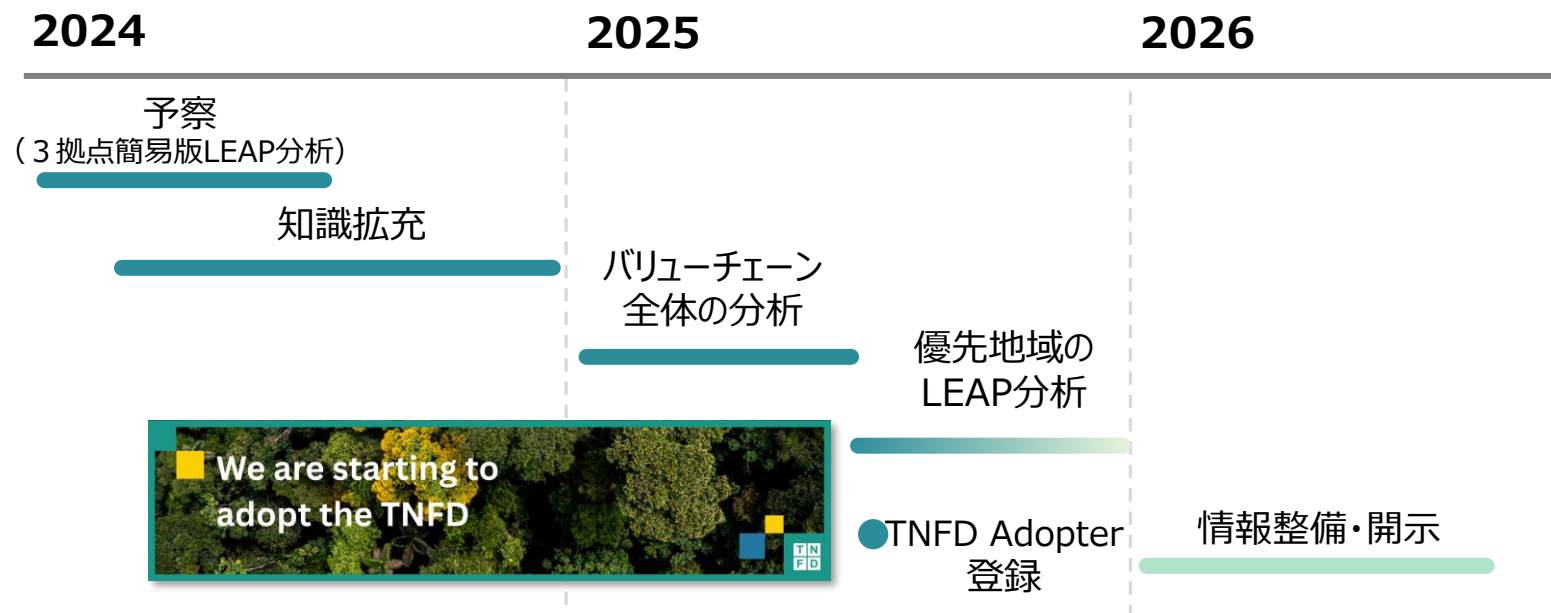 2024
2025
2026
予察
（３拠点簡易版LEAP分析）
知識拡充
バリューチェーン
全体の分析
優先地域の
LEAP分析
We are starting to
adopt the TNFD
TN
FD
TNFD Adopter
登録
情報整備・開示